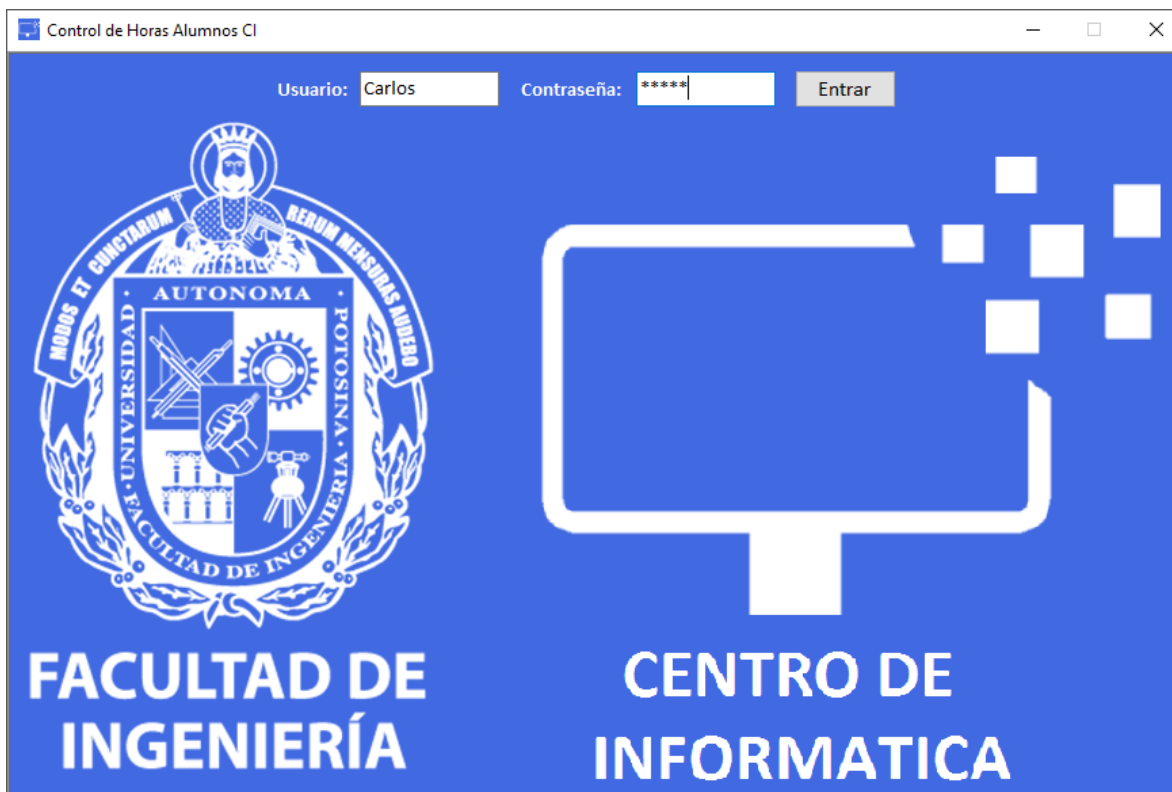 Control de Horas Alumnos CI
Usuario: Carlos Contraseña: ***** Entrar
MODOS ET CUNCTARUM RERUM MENSURAS AUDEBO
· UNIVERSIDAD · AUTONOMA · POTOSINA ·
FACULTAD DE INGENIERIA
FACULTAD DE
INGENIERÍA
CENTRO DE
INFORMATICA